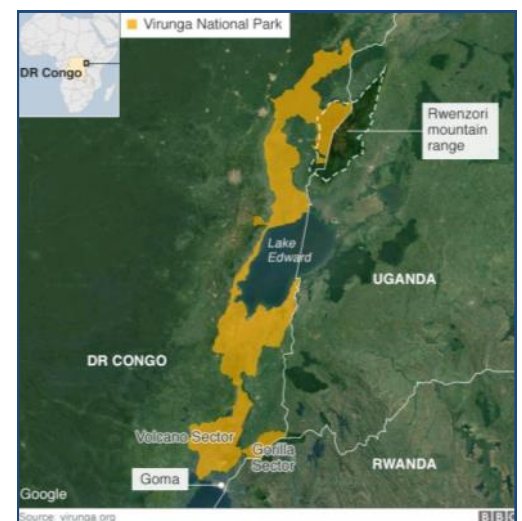 Virunga National Park
DR Congo
Rwenzori
mountain
range
Lake
Edward
UGANDA
DR CONGO
Volcano Sector
Gorilla
Sector
RWANDA
Goma
Google
Source: virunga.org
BBC